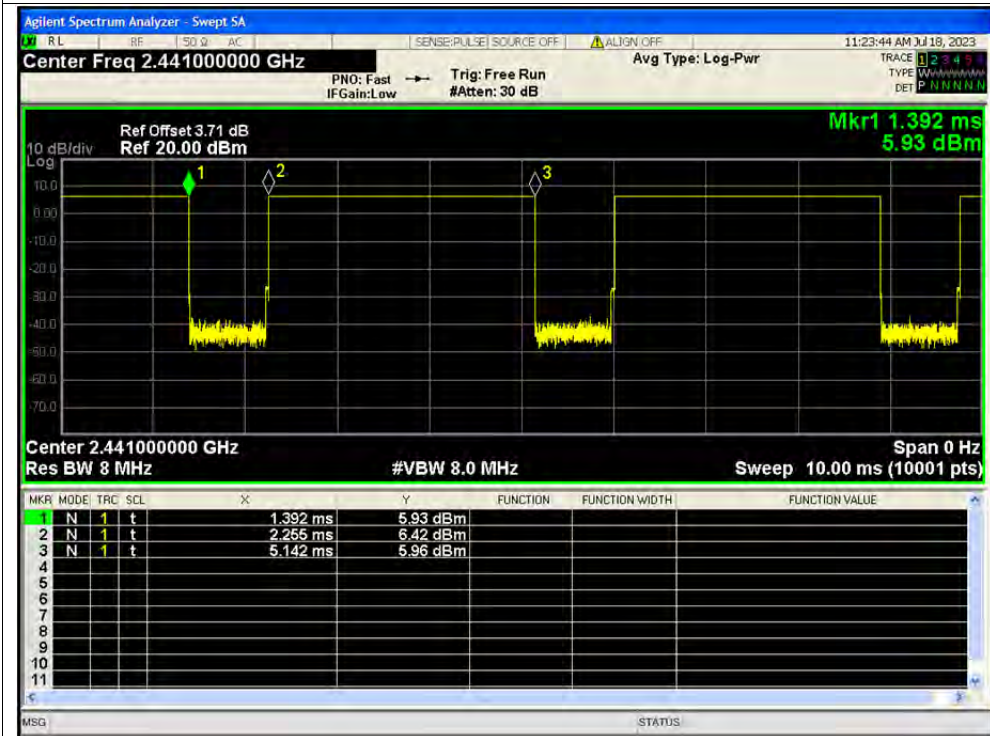 Agilent Spectrum Analyzer - Swept SA
RL RF 50 Ω AC SENSE:PULSE SOURCE OFF ALIGN OFF 11:23:44 AM Jul 18, 2023
Center Freq 2.441000000 GHz
PNO: Fast
IFGain:Low
Trig: Free Run
#Atten: 30 dB
Avg Type: Log-Pwr
TRACE 1 2 3 4 5 6
TYPE
DET P N N N N N
Mkr1 1.392 ms
5.93 dBm
Ref Offset 3.71 dB
10 dB/div Ref 20.00 dBm
Log
10.0
0.00
-10.0
-20.0
-30.0
-40.0
-50.0
-60.0
-70.0
1
2
3
Center 2.441000000 GHz Span 0 Hz
Res BW 8 MHz #VBW 8.0 MHz Sweep 10.00 ms (10001 pts)
MKR MODE TRC SCL X Y FUNCTION FUNCTION WIDTH FUNCTION VALUE
1 N 1 t 1.392 ms 5.93 dBm
2 N 1 t 2.255 ms 6.42 dBm
3 N 1 t 5.142 ms 5.96 dBm
4
5
6
7
8
9
10
11
MSG STATUS